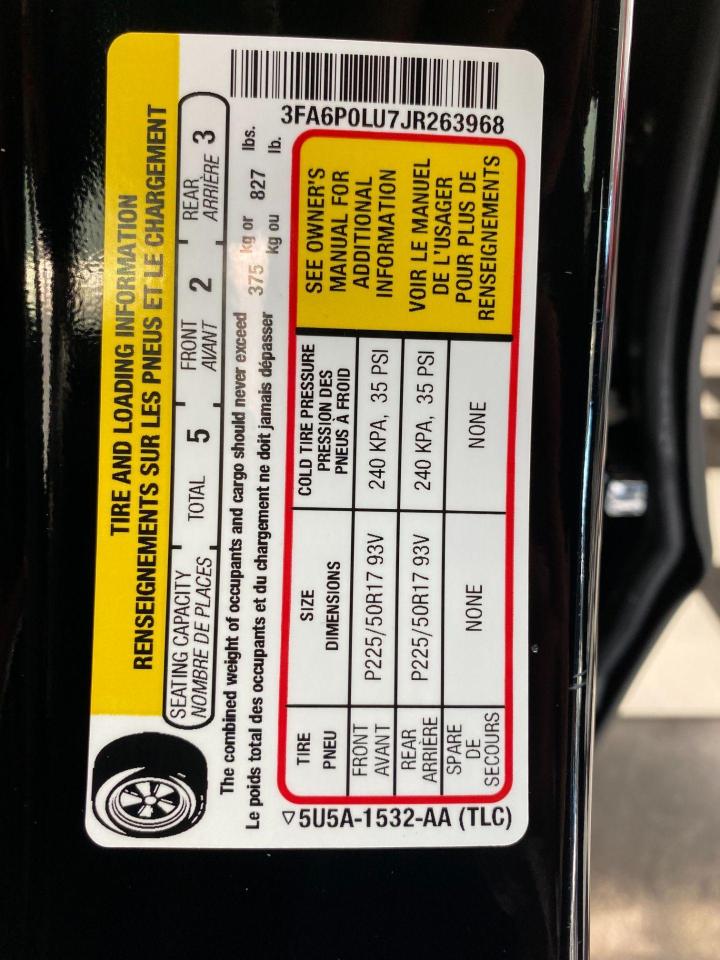 TIRE AND LOADING INFORMATION
RENSEIGNEMENTS SUR LES PNEUS ET LE CHARGEMENT
SEATING CAPACITY
NOMBRE DE PLACES
TOTAL 5
FRONT
AVANT 2
REAR
ARRIÈRE 3
The combined weight of occupants and cargo should never exceed 375 kg or 827 lbs.
Le poids total des occupants et du chargement ne doit jamais dépasser kg ou lb.
3FA6P0LU7JR263968
TIRE
PNEU
SIZE
DIMENSIONS
COLD TIRE PRESSURE
PRESSION DES
PNEUS À FROID
FRONT
AVANT
P225/50R17 93V
240 KPA, 35 PSI
REAR
ARRIÈRE
P225/50R17 93V
240 KPA, 35 PSI
SPARE
DE
SECOURS
NONE
NONE
SEE OWNER'S
MANUAL FOR
ADDITIONAL
INFORMATION
VOIR LE MANUEL
DE L'USAGER
POUR PLUS DE
RENSEIGNEMENTS
▽5U5A-1532-AA (TLC)